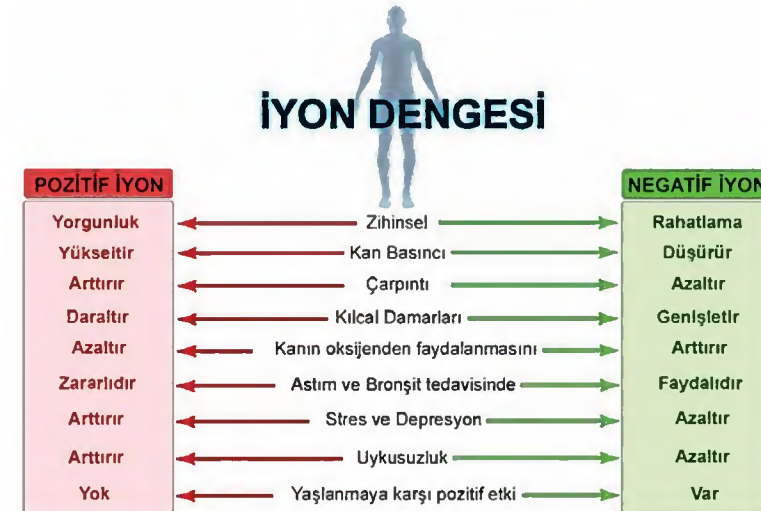 İYON DENGESİ
POZİTİF İYON NEGATİF İYON
Yorgunluk Zihinsel Rahatlama
Yükseltir Kan Basıncı Düşürür
Arttırır Çarpıntı Azaltır
Daraltır Kılcal Damarları Genişletir
Azaltır Kanın oksijenden faydalanmasını Arttırır
Zararlıdır Astım ve Bronşit tedavisinde Faydalıdır
Arttırır Stres ve Depresyon Azaltır
Arttırır Uykusuzluk Azaltır
Yok Yaşlanmaya karşı pozitif etki Var